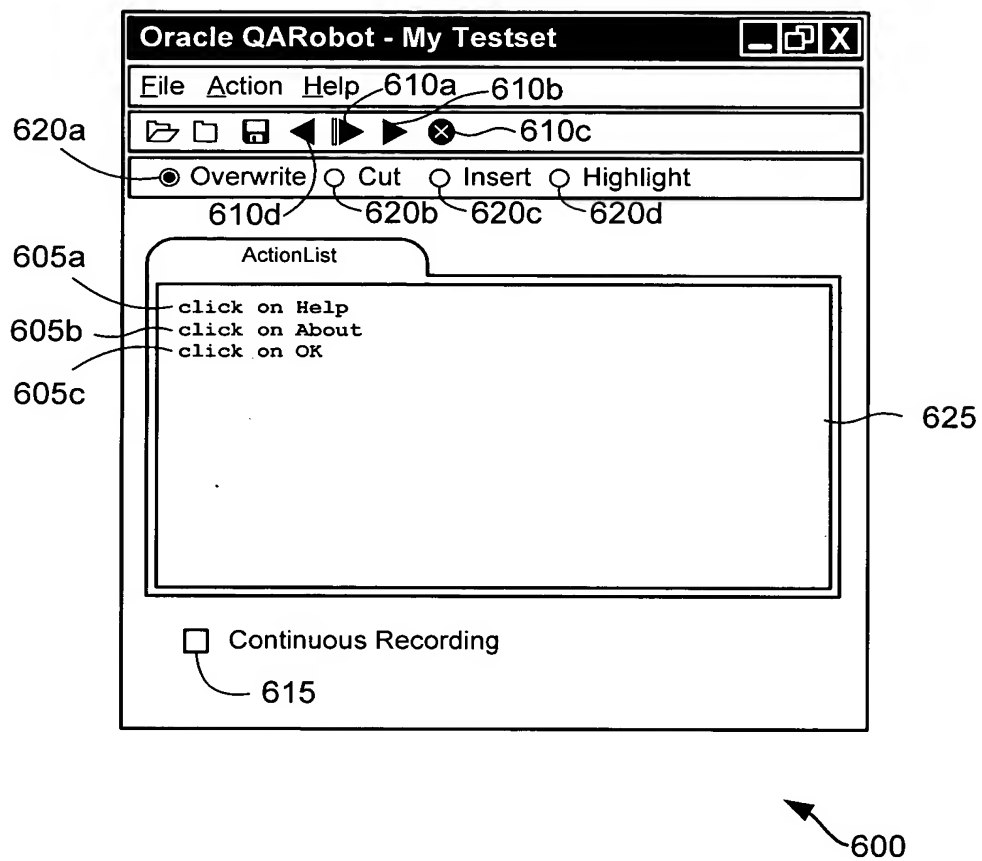 Oracle QARobot - My Testset
File Action Help 610a 610b
620a 610c
Overwrite Cut Insert Highlight
610d 620b 620c 620d
605a ActionList
click on Help
605b click on About
click on OK
605c
625
Continuous Recording
615
600